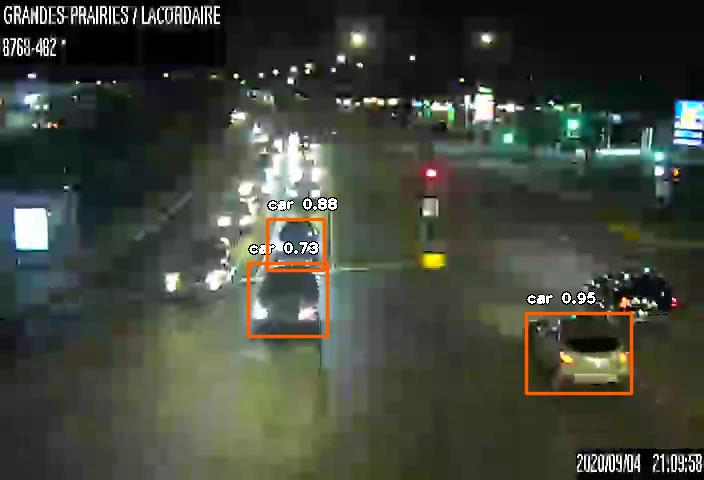 GRANDES-PRAIRIES / LACORDAIRE
8768-482
car 0.88
car 0.73
car 0.95
2020/09/04 21:09:58